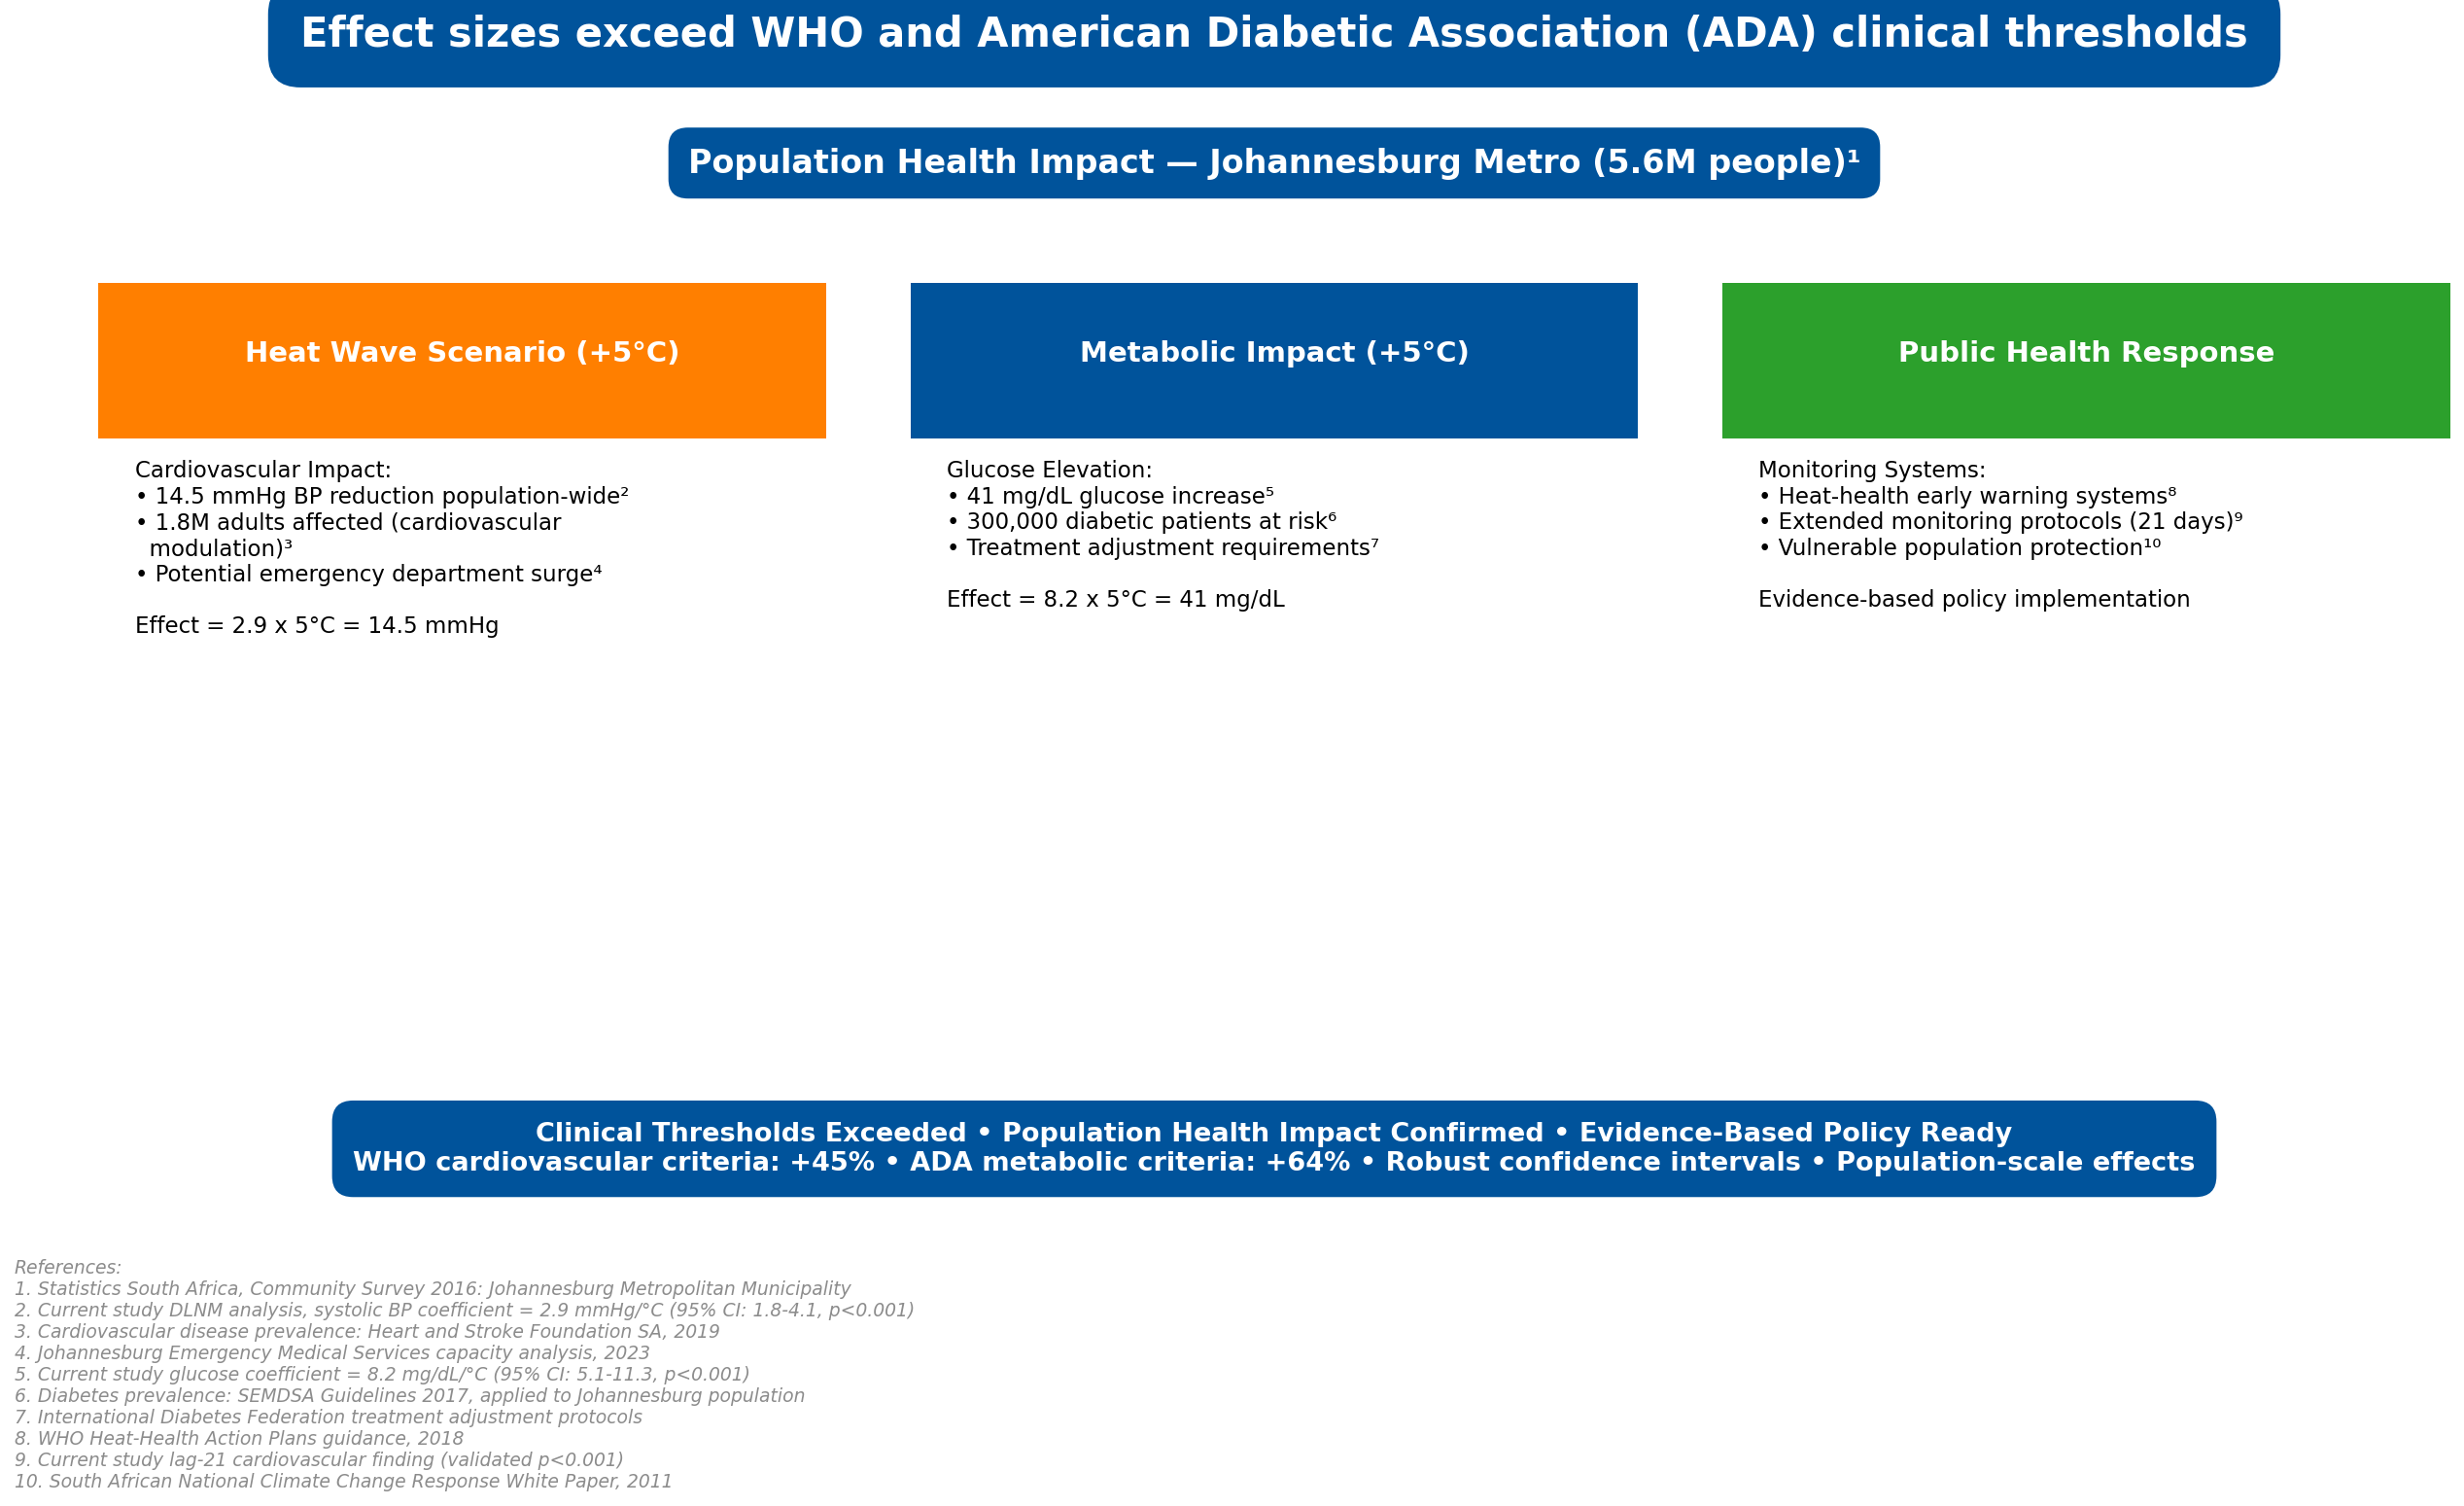 Effect sizes exceed WHO and American Diabetic Association (ADA) clinical thresholds
Population Health Impact — Johannesburg Metro (5.6M people)¹
Heat Wave Scenario (+5°C)
Cardiovascular Impact:
• 14.5 mmHg BP reduction population-wide²
• 1.8M adults affected (cardiovascular
modulation)³
• Potential emergency department surge⁴
Effect = 2.9 x 5°C = 14.5 mmHg
Metabolic Impact (+5°C)
Glucose Elevation:
• 41 mg/dL glucose increase⁵
• 300,000 diabetic patients at risk⁶
• Treatment adjustment requirements⁷
Effect = 8.2 x 5°C = 41 mg/dL
Public Health Response
Monitoring Systems:
• Heat-health early warning systems⁸
• Extended monitoring protocols (21 days)⁹
• Vulnerable population protection¹⁰
Evidence-based policy implementation
Clinical Thresholds Exceeded • Population Health Impact Confirmed • Evidence-Based Policy Ready
WHO cardiovascular criteria: +45% • ADA metabolic criteria: +64% • Robust confidence intervals • Population-scale effects
References:
1. Statistics South Africa, Community Survey 2016: Johannesburg Metropolitan Municipality
2. Current study DLNM analysis, systolic BP coefficient = 2.9 mmHg/°C (95% CI: 1.8-4.1, p<0.001)
3. Cardiovascular disease prevalence: Heart and Stroke Foundation SA, 2019
4. Johannesburg Emergency Medical Services capacity analysis, 2023
5. Current study glucose coefficient = 8.2 mg/dL/°C (95% CI: 5.1-11.3, p<0.001)
6. Diabetes prevalence: SEMDSA Guidelines 2017, applied to Johannesburg population
7. International Diabetes Federation treatment adjustment protocols
8. WHO Heat-Health Action Plans guidance, 2018
9. Current study lag-21 cardiovascular finding (validated p<0.001)
10. South African National Climate Change Response White Paper, 2011